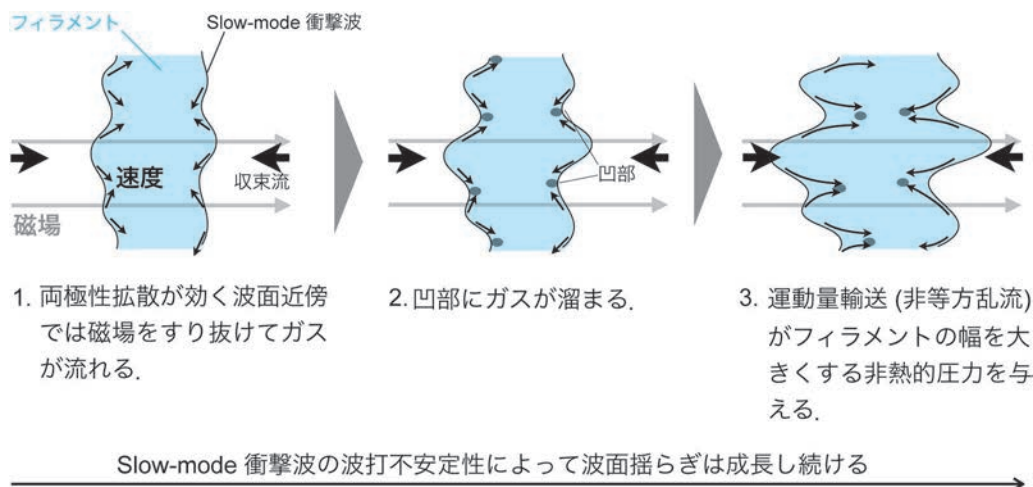 フィラメント
Slow-mode 衝撃波
速度
収束流
磁場
凹部
1. 両極性拡散が効く波面近傍
では磁場をすり抜けてガス
が流れる.
2. 凹部にガスが溜まる.
3. 運動量輸送 (非等方乱流)
がフィラメントの幅を大
きくする非熱的圧力を与
える.
Slow-mode 衝撃波の波打不安定性によって波面揺らぎは成長し続ける